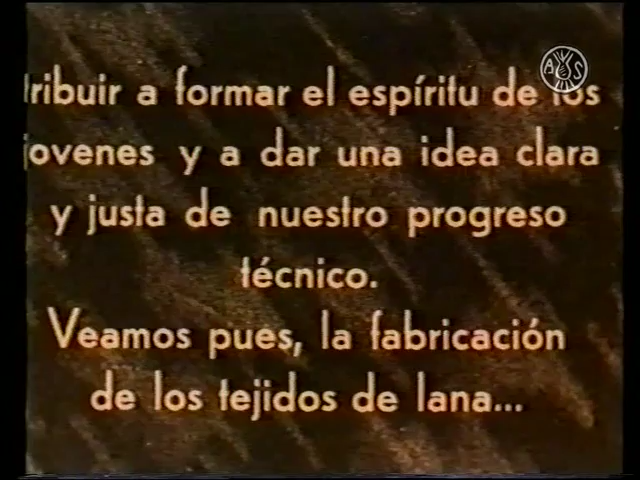 tribuir a formar el espíritu de los
jovenes y a dar una idea clara
y justa de nuestro progreso
técnico.
Veamos pues, la fabricación
de los tejidos de lana...
AS